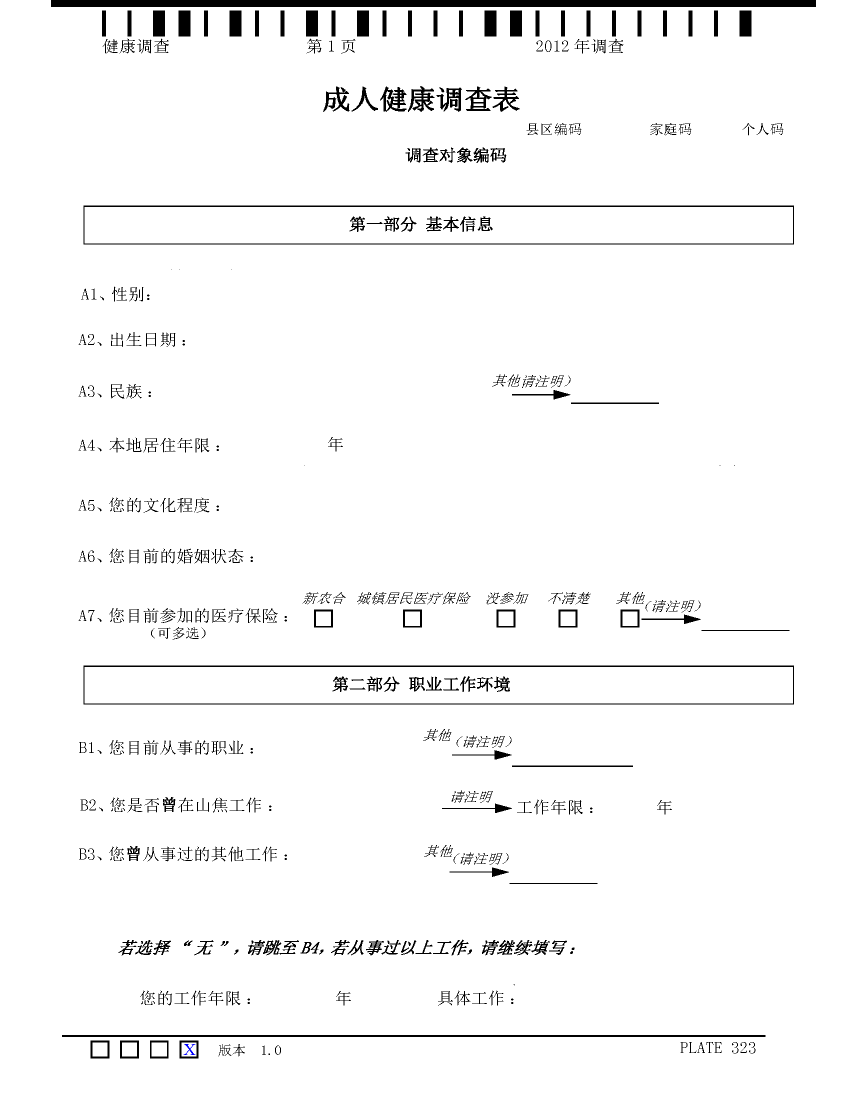 健康调查 第 1 页 2012 年调查
成人健康调查表
县区编码 家庭码 个人码
调查对象编码
第一部分 基本信息
A1、性别：
A2、出生日期：
A3、民族： 其他请注明）
A4、本地居住年限： 年
A5、您的文化程度：
A6、您目前的婚姻状态：
新农合 城镇居民医疗保险 没参加 不清楚 其他（请注明）
A7、您目前参加的医疗保险：
（可多选）
第二部分 职业工作环境
B1、您目前从事的职业： 其他（请注明）
B2、您是否曾在山焦工作： 请注明 工作年限： 年
B3、您曾从事过的其他工作： 其他（请注明）
若选择 “无”，请跳至 B4，若从事过以上工作，请继续填写：
您的工作年限： 年 具体工作：
X 版本 1.0 PLATE 323